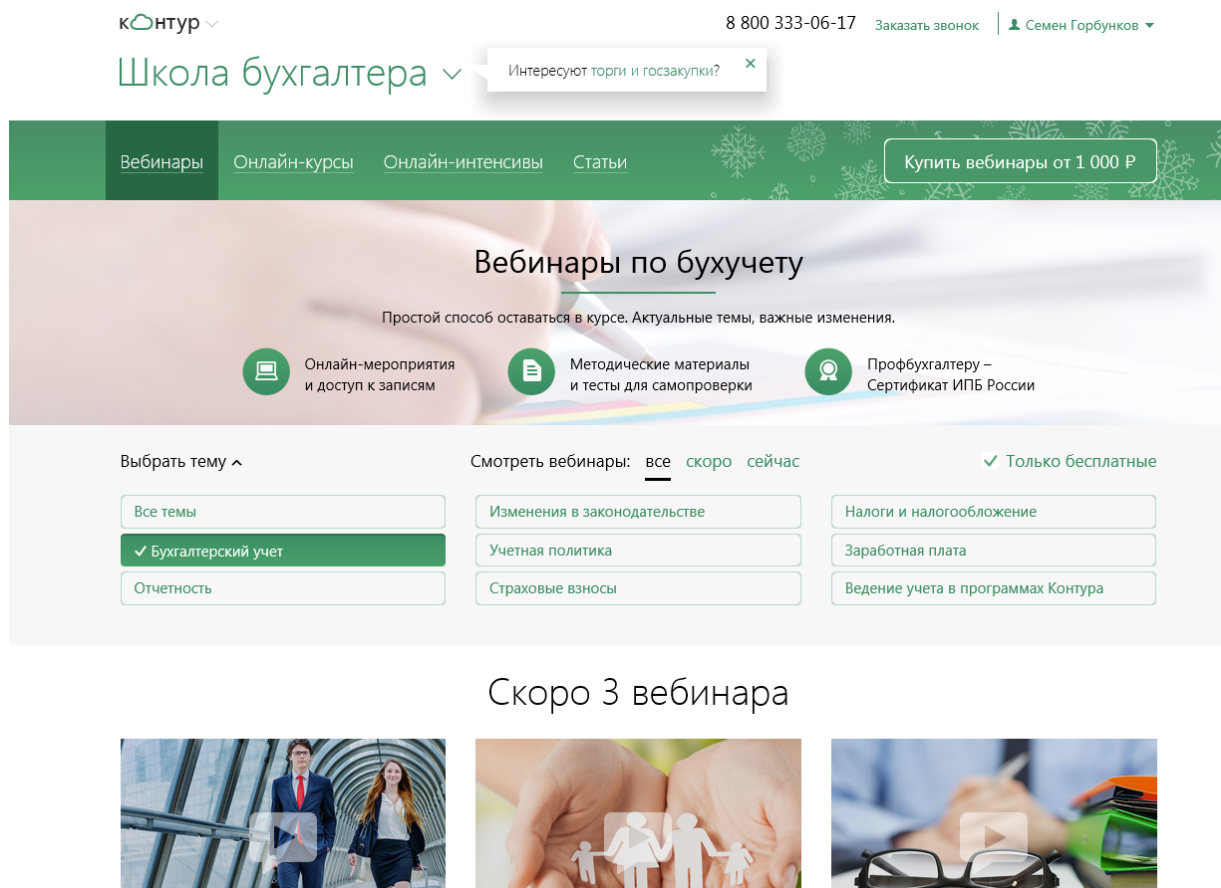 контур
8 800 333-06-17 Заказать звонок Семен Горбунков
Школа бухгалтера
Интересуют торги и госзакупки?
Вебинары Онлайн-курсы Онлайн-интенсивы Статьи Купить вебинары от 1 000 ₽
Вебинары по бухучету
Простой способ оставаться в курсе. Актуальные темы, важные изменения.
Онлайн-мероприятия
и доступ к записям
Методические материалы
и тесты для самопроверки
Профбухгалтеру –
Сертификат ИПБ России
Выбрать тему
Смотреть вебинары: все скоро сейчас
Только бесплатные
Все темы
Изменения в законодательстве
Налоги и налогообложение
Бухгалтерский учет
Учетная политика
Заработная плата
Отчетность
Страховые взносы
Ведение учета в программах Контура
Скоро 3 вебинара